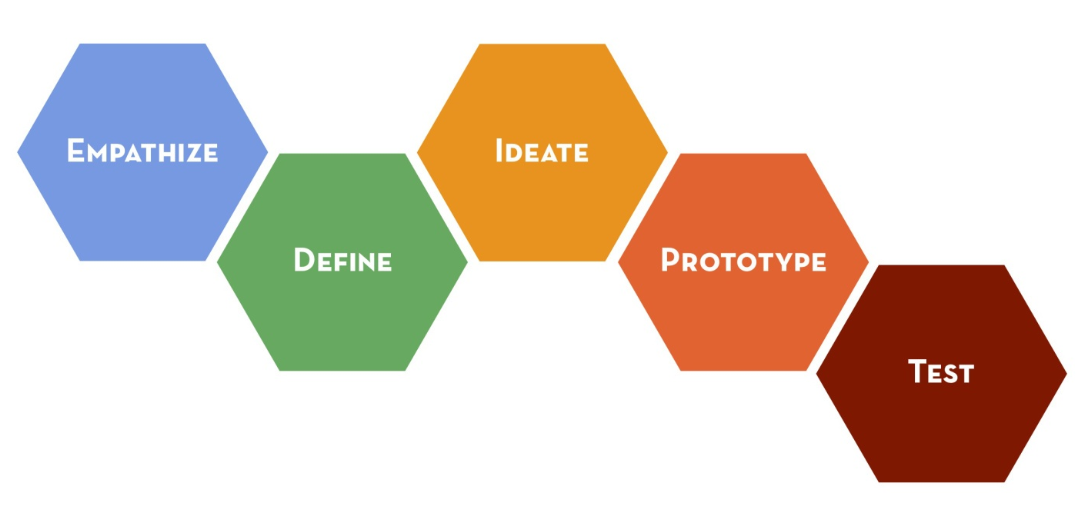 Empathize
Define
Ideate
Prototype
Test